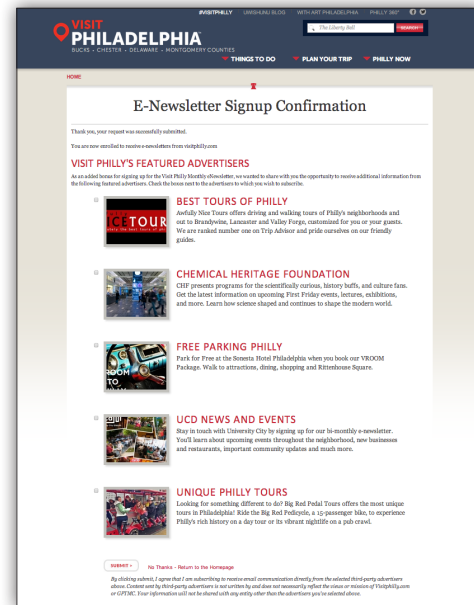 #VISITPHILLY UWISHUNU BLOG WITH ART PHILADELPHIA PHILLY 360°
VISIT
PHILADELPHIA
BUCKS • CHESTER • DELAWARE • MONTGOMERY COUNTIES
The Liberty Bell
SEARCH
THINGS TO DO PLAN YOUR TRIP PHILLY NOW
HOME
E-Newsletter Signup Confirmation
Thank you, your request was successfully submitted.
You are now enrolled to receive e-newsletters from visitphilly.com
VISIT PHILLY'S FEATURED ADVERTISERS
As an added bonus for signing up for the Visit Philly Monthly eNewsletter, we wanted to share with you the opportunity to receive additional information from
the following featured advertisers. Check the boxes next to the advertisers to which you wish to subscribe.
ICE TOUR
BEST TOURS OF PHILLY
Awfully Nice Tours offers driving and walking tours of Philly's neighborhoods and
out to Brandywine, Lancaster and Valley Forge, customized for you or your guests.
We are ranked number one on Trip Advisor and pride ourselves on our friendly
guides.
CHEMICAL HERITAGE FOUNDATION
CHF presents programs for the scientifically curious, history buffs, and culture fans.
Get the latest information on upcoming First Friday events, lectures, exhibitions,
and more. Learn how science shaped and continues to shape the modern world.
ROOM
TO
FREE PARKING PHILLY
Park for Free at the Sonesta Hotel Philadelphia when you book our VROOM
Package. Walk to attractions, dining, shopping and Rittenhouse Square.
UCD NEWS AND EVENTS
Stay in touch with University City by signing up for our bi-monthly e-newsletter.
You'll learn about upcoming events throughout the neighborhood, new businesses
and restaurants, important community updates and much more.
UNIQUE PHILLY TOURS
Looking for something different to do? Big Red Pedal Tours offers the most unique
tours in Philadelphia! Ride the Big Red Pedicycle, a 15-passenger bike, to experience
Philly's rich history on a day tour or its vibrant nightlife on a pub crawl.
SUBMIT » No Thanks - Return to the Homepage
By clicking submit, I agree that I am subscribing to receive email communication directly from the selected third-party advertisers
above. Content sent by third-party advertisers is not written by and does not necessarily reflect the views or mission of Visitphilly.com
or GPTMC. Your information will not be shared with any entity other than the advertisers you've selected above.